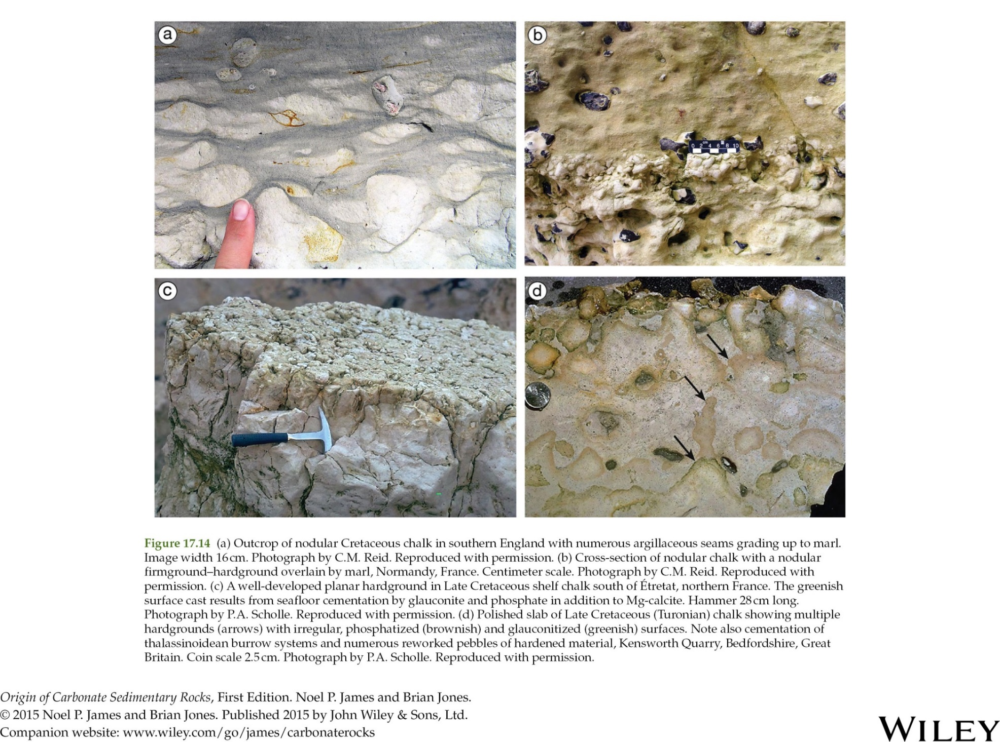 a
b
0 2 cm 4 6 8 10
c
d
Figure 17.14 (a) Outcrop of nodular Cretaceous chalk in southern England with numerous argillaceous seams grading up to marl.
Image width 16 cm. Photograph by C.M. Reid. Reproduced with permission. (b) Cross-section of nodular chalk with a nodular
firmground–hardground overlain by marl, Normandy, France. Centimeter scale. Photograph by C.M. Reid. Reproduced with
permission. (c) A well-developed planar hardground in Late Cretaceous shelf chalk south of Étretat, northern France. The greenish
surface cast results from seafloor cementation by glauconite and phosphate in addition to Mg-calcite. Hammer 28 cm long.
Photograph by P.A. Scholle. Reproduced with permission. (d) Polished slab of Late Cretaceous (Turonian) chalk showing multiple
hardgrounds (arrows) with irregular, phosphatized (brownish) and glauconitized (greenish) surfaces. Note also cementation of
thalassinoidean burrow systems and numerous reworked pebbles of hardened material, Kensworth Quarry, Bedfordshire, Great
Britain. Coin scale 2.5 cm. Photograph by P.A. Scholle. Reproduced with permission.
Origin of Carbonate Sedimentary Rocks, First Edition. Noel P. James and Brian Jones.
© 2015 Noel P. James and Brian Jones. Published 2015 by John Wiley & Sons, Ltd.
Companion website: www.wiley.com/go/james/carbonaterocks
WILEY